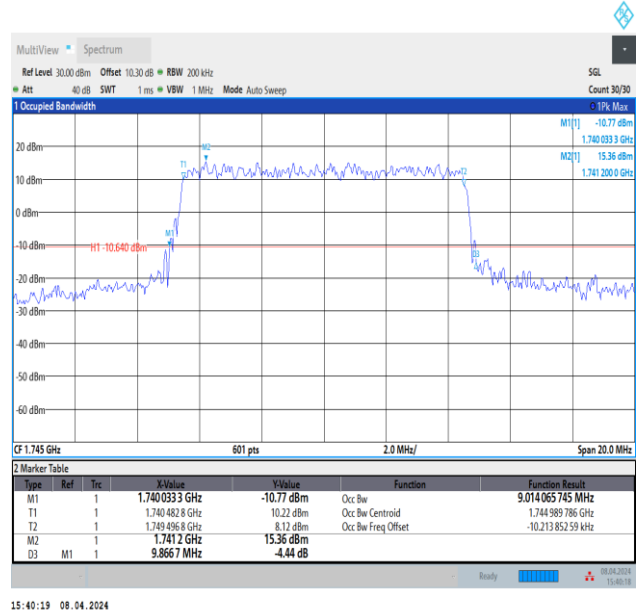 MultiView Spectrum
Ref Level 30.00 dBm Offset 10.30 dB RBW 200 kHz SGL
Att 40 dB SWT 1 ms VBW 1 MHz Mode Auto Sweep Count 30/30
1 Occupied Bandwidth 1Pk Max
M1[1] -10.77 dBm
1.740 033 3 GHz
M2[1] 15.36 dBm
1.741 200 0 GHz
20 dBm
M2
T1
T2
10 dBm
0 dBm
M1
-10 dBm
H1 -10.640 dBm
D3
-20 dBm
-30 dBm
-40 dBm
-50 dBm
-60 dBm
CF 1.745 GHz 601 pts 2.0 MHz/ Span 20.0 MHz
2 Marker Table
Type Ref Trc X-Value Y-Value Function Function Result
M1 1 1.740 033 3 GHz -10.77 dBm Occ Bw 9.014 065 745 MHz
T1 1 1.740 482 8 GHz 10.22 dBm Occ Bw Centroid 1.744 989 786 GHz
T2 1 1.749 496 8 GHz 8.12 dBm Occ Bw Freq Offset -10.213 852 59 kHz
M2 1 1.741 2 GHz 15.36 dBm
D3 M1 1 9.866 7 MHz -4.44 dB
Ready 08.04.2024
15:40:18
15:40:19 08.04.2024